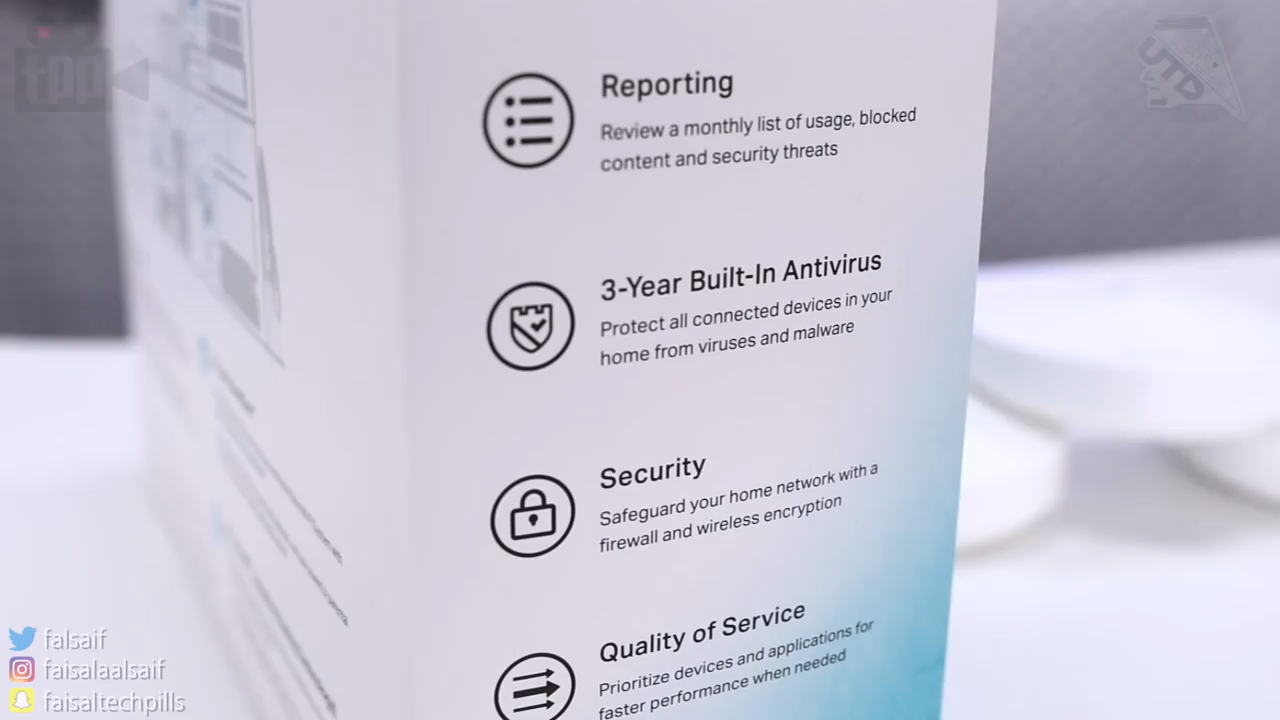 tpp
UTD
Reporting
Review a monthly list of usage, blocked
content and security threats
3-Year Built-In Antivirus
Protect all connected devices in your
home from viruses and malware
Security
Safeguard your home network with a
firewall and wireless encryption
Quality of Service
Prioritize devices and applications for
faster performance when needed
falsaif
faisalaalsaif
faisaltechpills